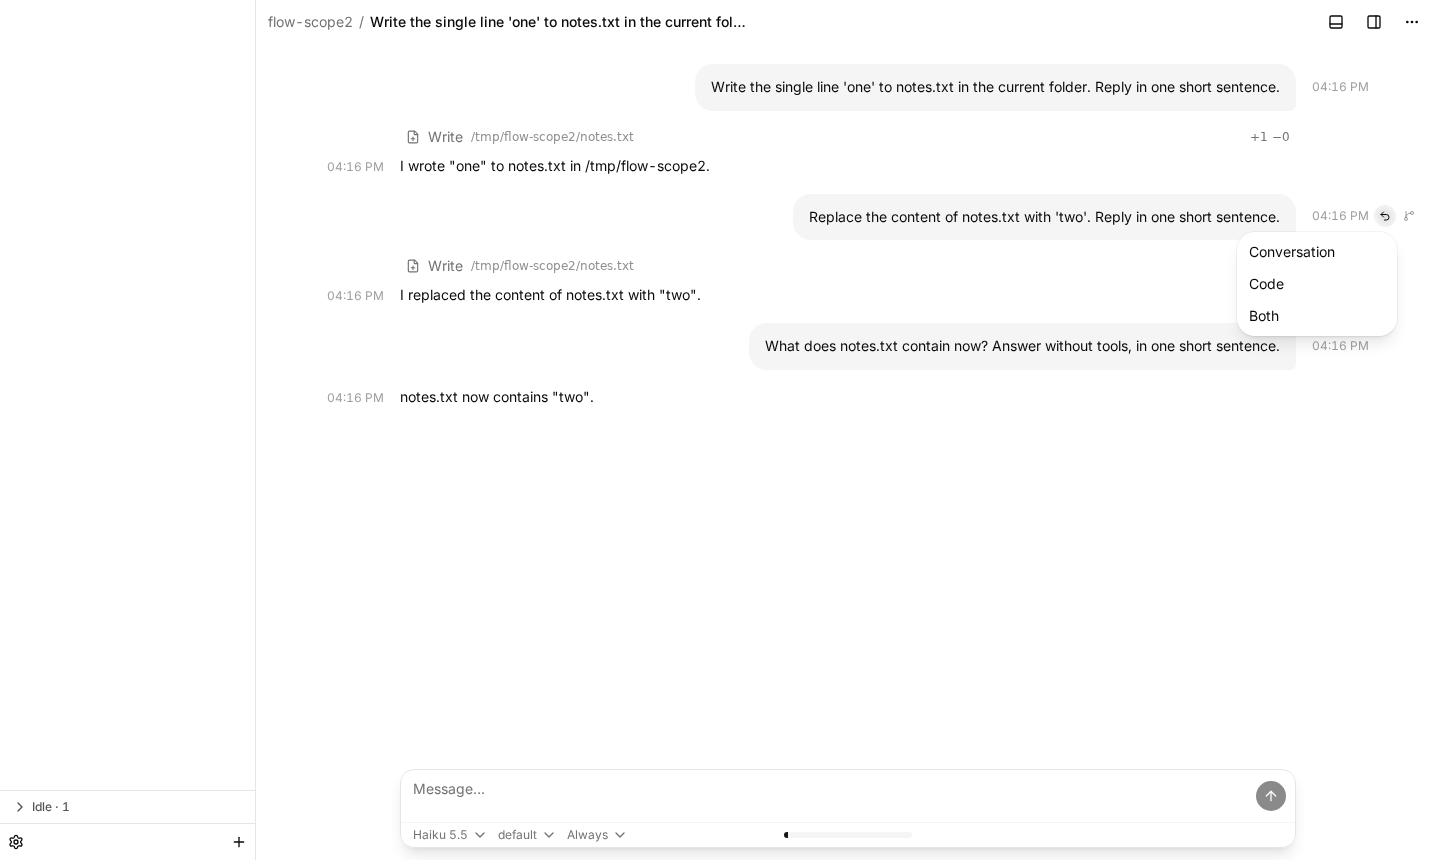 flow-scope2 / Write the single line 'one' to notes.txt in the current fol...
Write the single line 'one' to notes.txt in the current folder. Reply in one short sentence. 04:16 PM
Write /tmp/flow-scope2/notes.txt +1 −0
04:16 PM I wrote "one" to notes.txt in /tmp/flow-scope2.
Replace the content of notes.txt with 'two'. Reply in one short sentence. 04:16 PM
Conversation
Write /tmp/flow-scope2/notes.txt
Code
04:16 PM I replaced the content of notes.txt with "two".
Both
What does notes.txt contain now? Answer without tools, in one short sentence. 04:16 PM
04:16 PM notes.txt now contains "two".
Message...
Idle · 1
Haiku 5.5 default Always